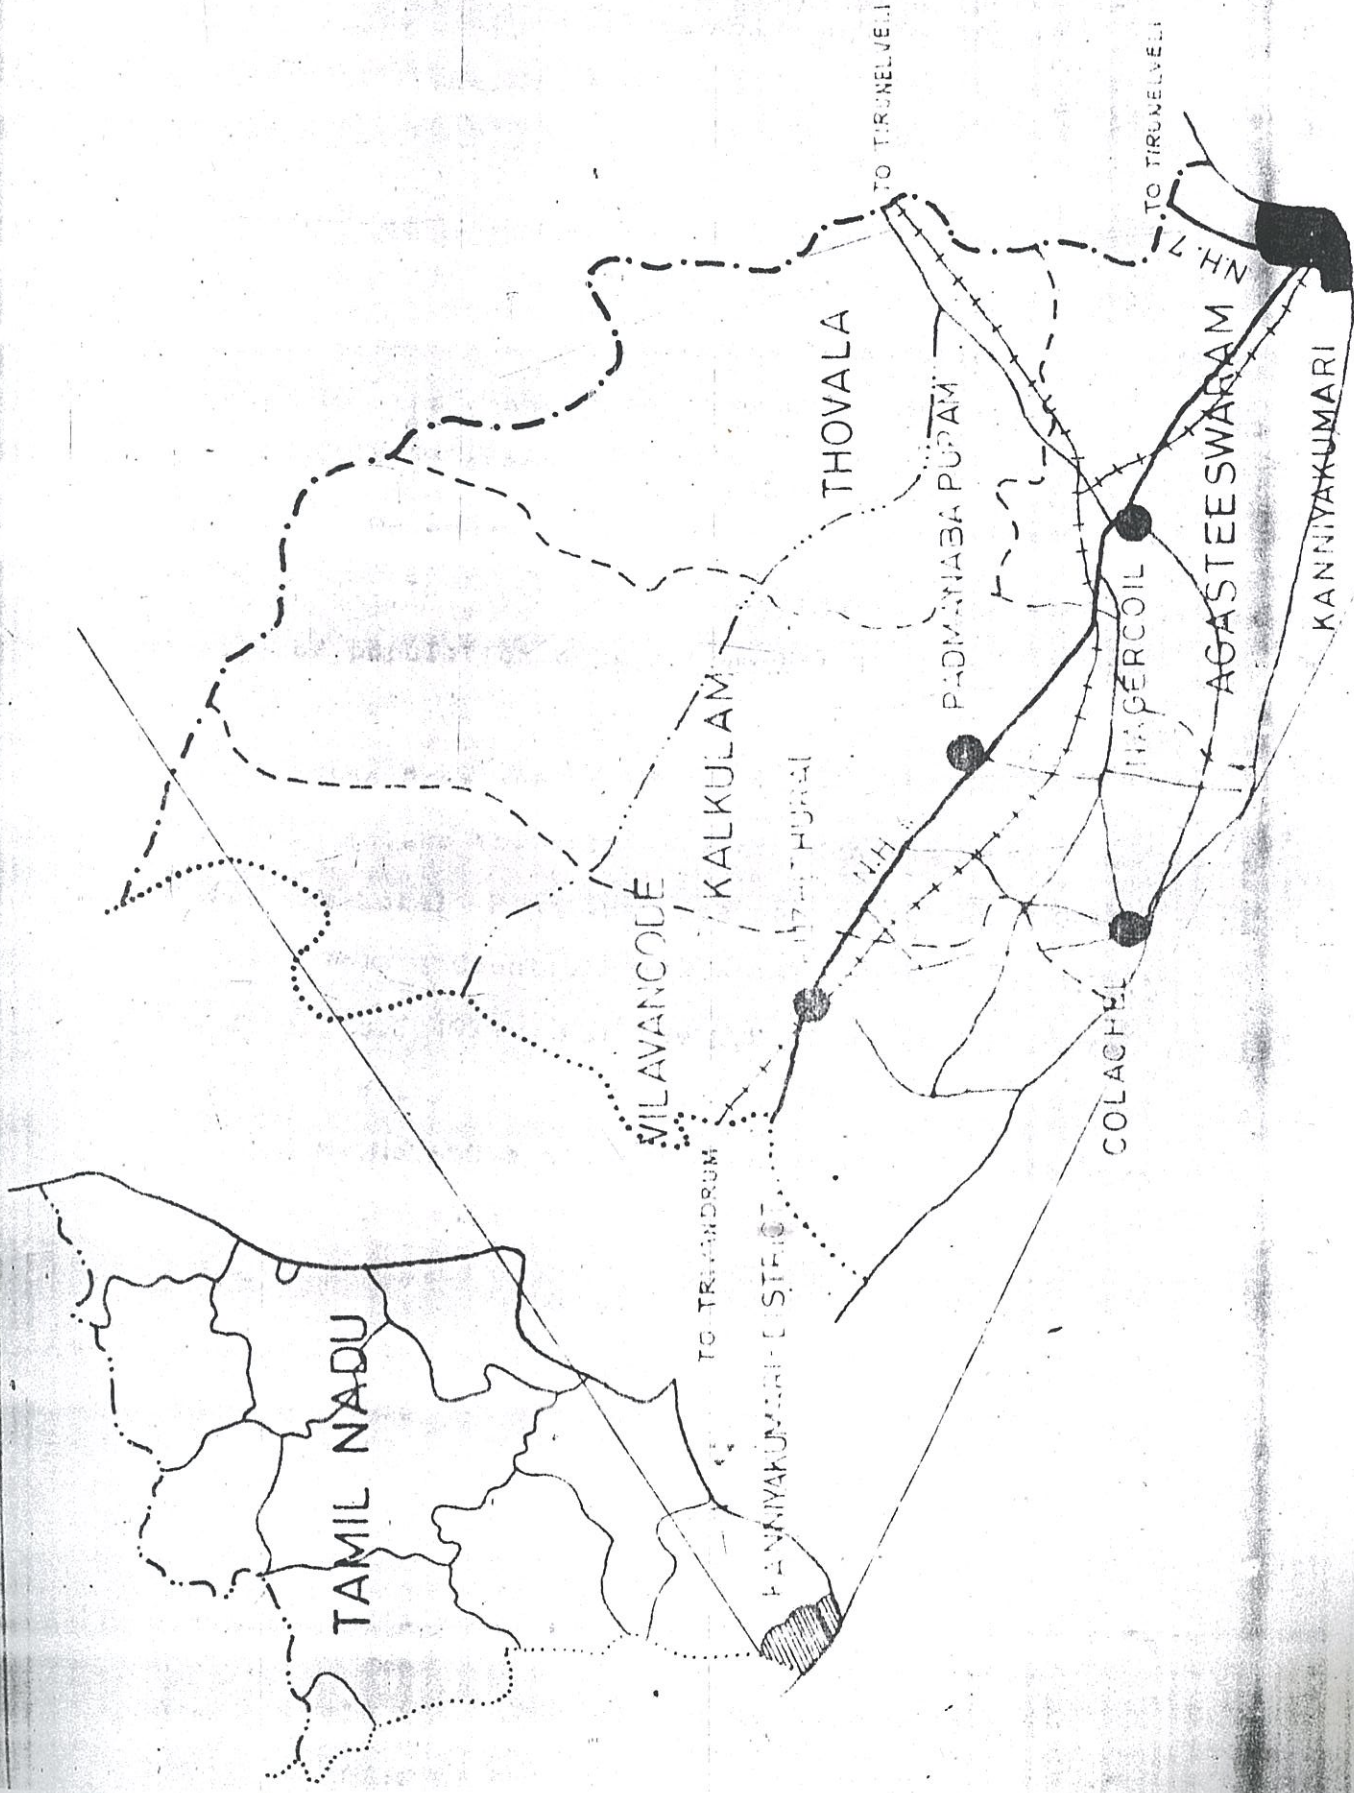 TAMIL NADU
KANNIYAKUMARI DISTRICT
TO TRIVANDRUM
VILAVANCODE
KALKULAM
THOVALA
PADMANABAPURAM
AGASTEESWARAM
NAGERCOIL
COLACHEL
KANNIYAKUMARI
N.H
N.H.7
TO TIRUNELVELI
TO TIRUNELVELI